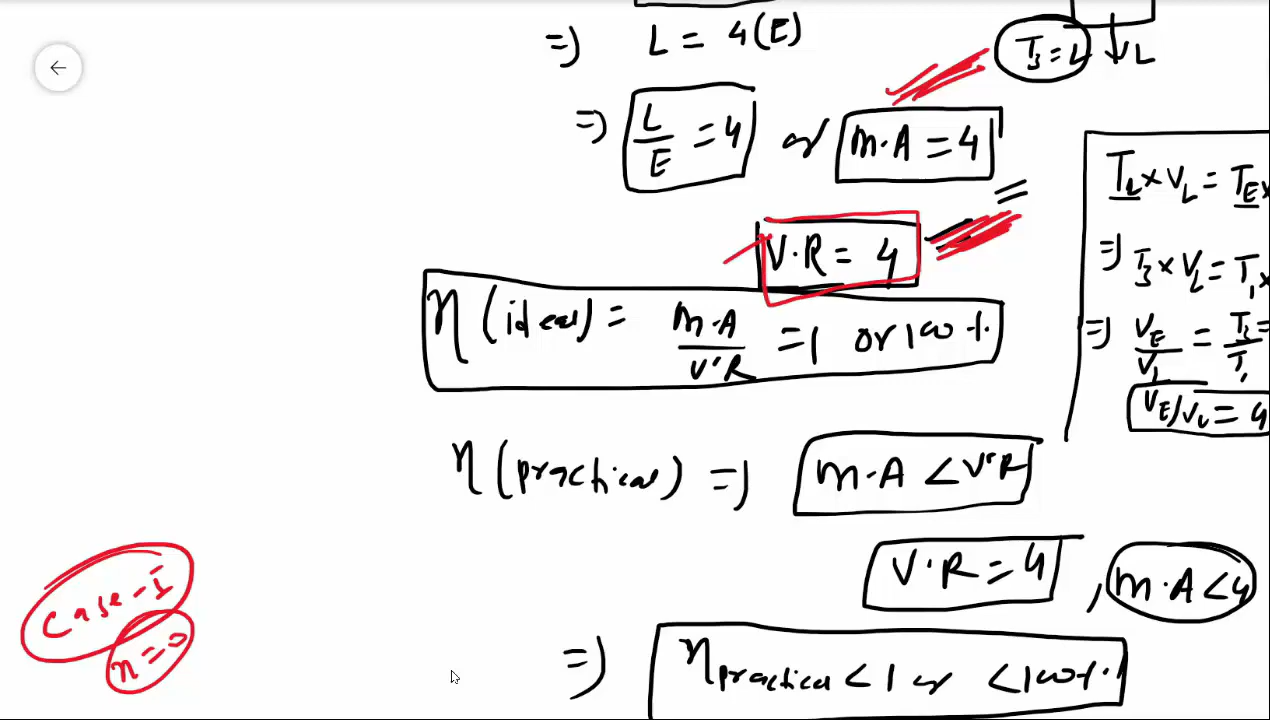 => L = 4(E)
T3 = L ↓VL
=> L/E = 4 or m.A = 4
V.R = 4
η (ideal) = m.A/V.R = 1 or 100%
TL × VL = TE ×
=> T3 × VL = T1 ×
=> VE/VL = T3/T1 =
VE/VL = 4
η (practical) => m.A < V.R
V.R = 4 , m.A < 4
=> ηpractical < 1 or < 100%
Case-I
n=0